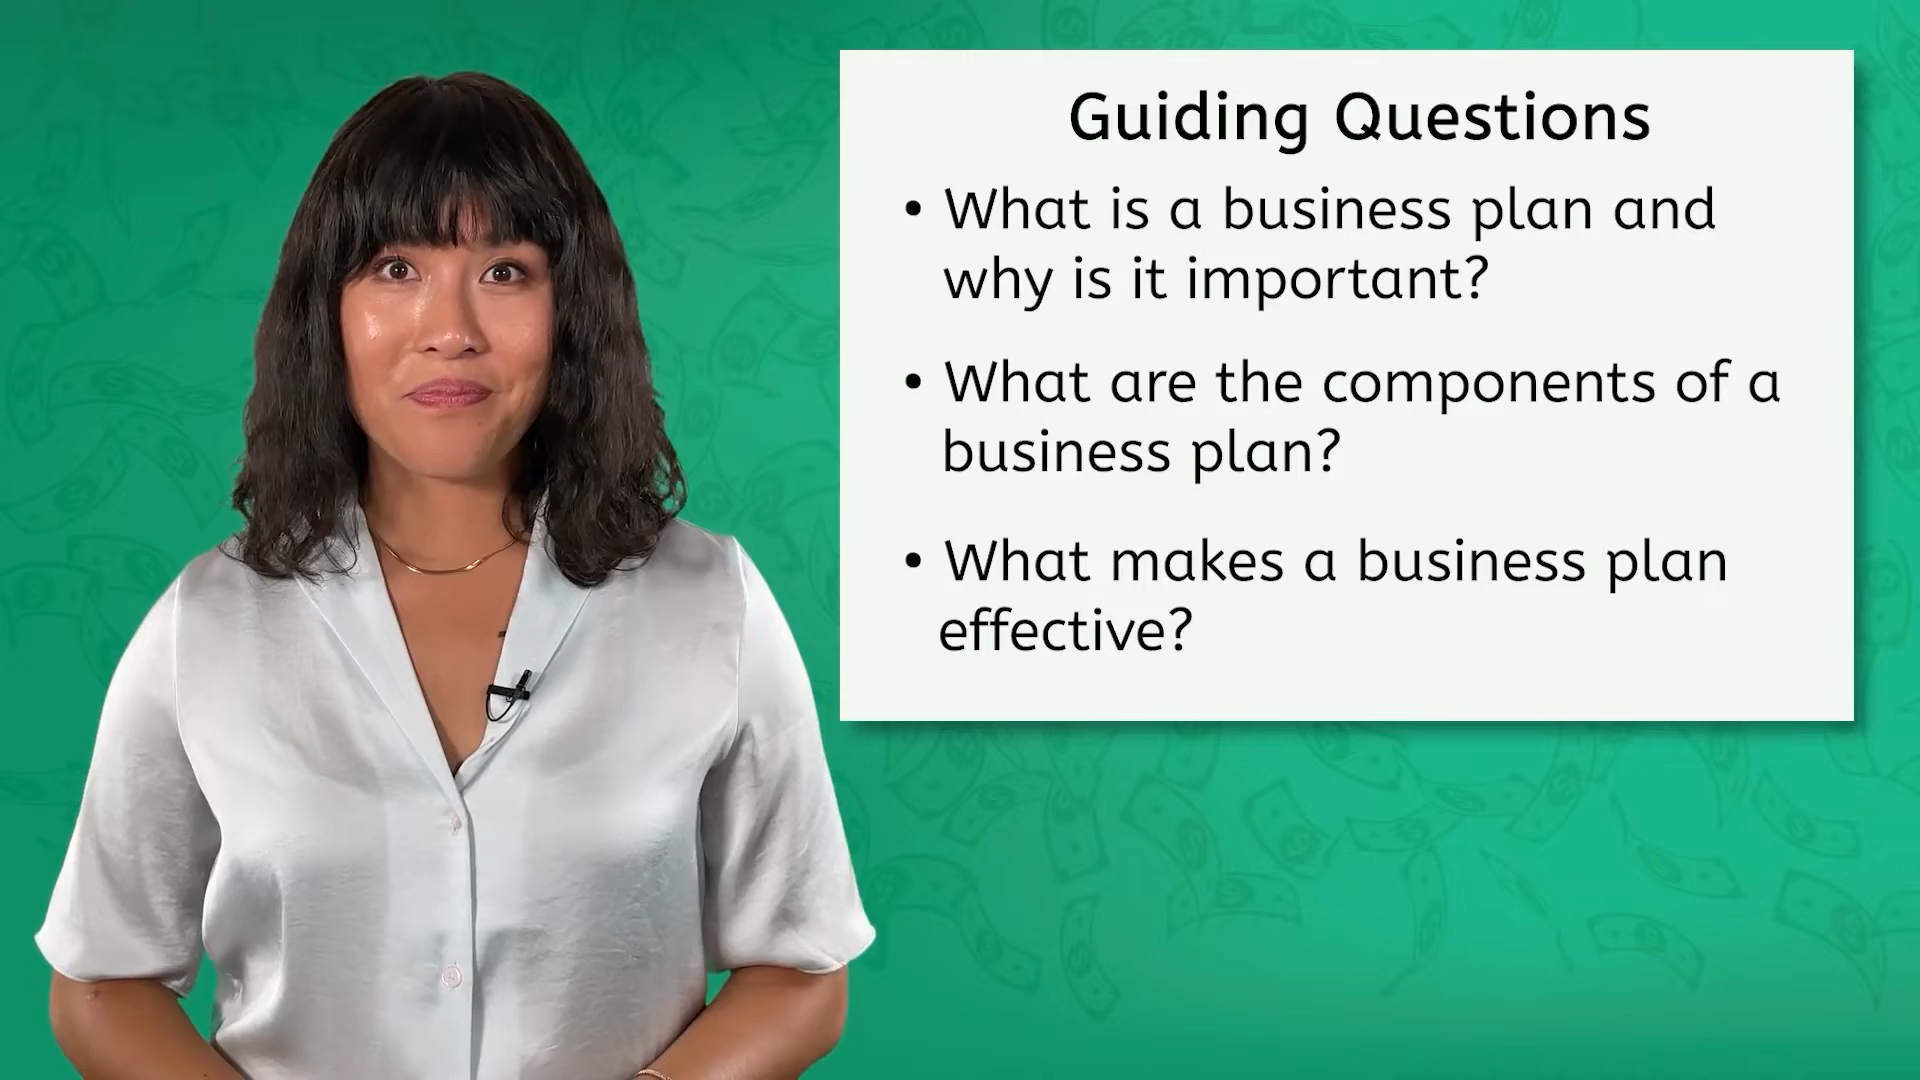 Guiding Questions
• What is a business plan and
why is it important?
• What are the components of a
business plan?
• What makes a business plan
effective?